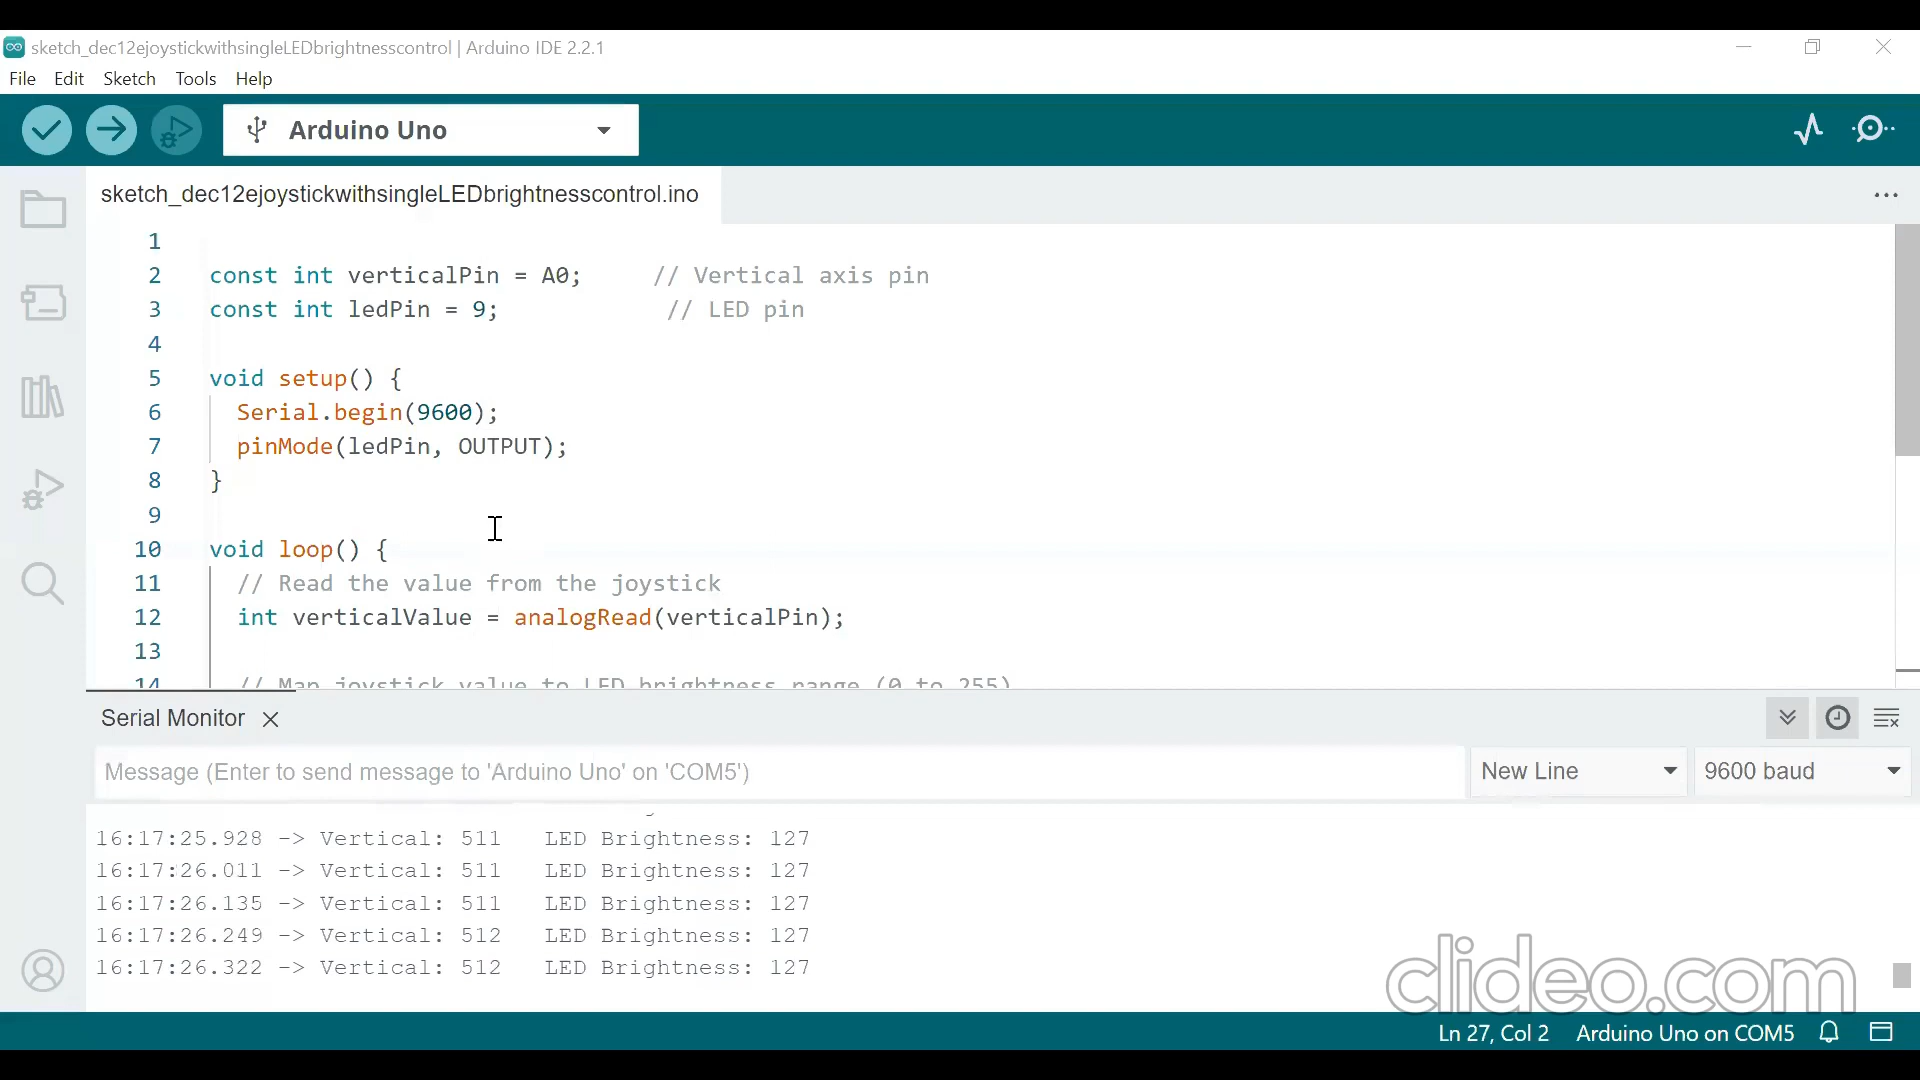 sketch_dec12ejoystickwithsingleLEDbrightnesscontrol | Arduino IDE 2.2.1
File Edit Sketch Tools Help
Arduino Uno
sketch_dec12ejoystickwithsingleLEDbrightnesscontrol.ino
1
2 const int verticalPin = A0; // Vertical axis pin
3 const int ledPin = 9; // LED pin
4
5 void setup() {
6 Serial.begin(9600);
7 pinMode(ledPin, OUTPUT);
8 }
9
10 void loop() {
11 // Read the value from the joystick
12 int verticalValue = analogRead(verticalPin);
13
14 // Map joystick value to LED brightness range (0 to 255)
Serial Monitor
Message (Enter to send message to 'Arduino Uno' on 'COM5')
New Line
9600 baud
16:17:25.928 -> Vertical: 511 LED Brightness: 127
16:17:26.011 -> Vertical: 511 LED Brightness: 127
16:17:26.135 -> Vertical: 511 LED Brightness: 127
16:17:26.249 -> Vertical: 512 LED Brightness: 127
16:17:26.322 -> Vertical: 512 LED Brightness: 127
clideo.com
Ln 27, Col 2 Arduino Uno on COM5